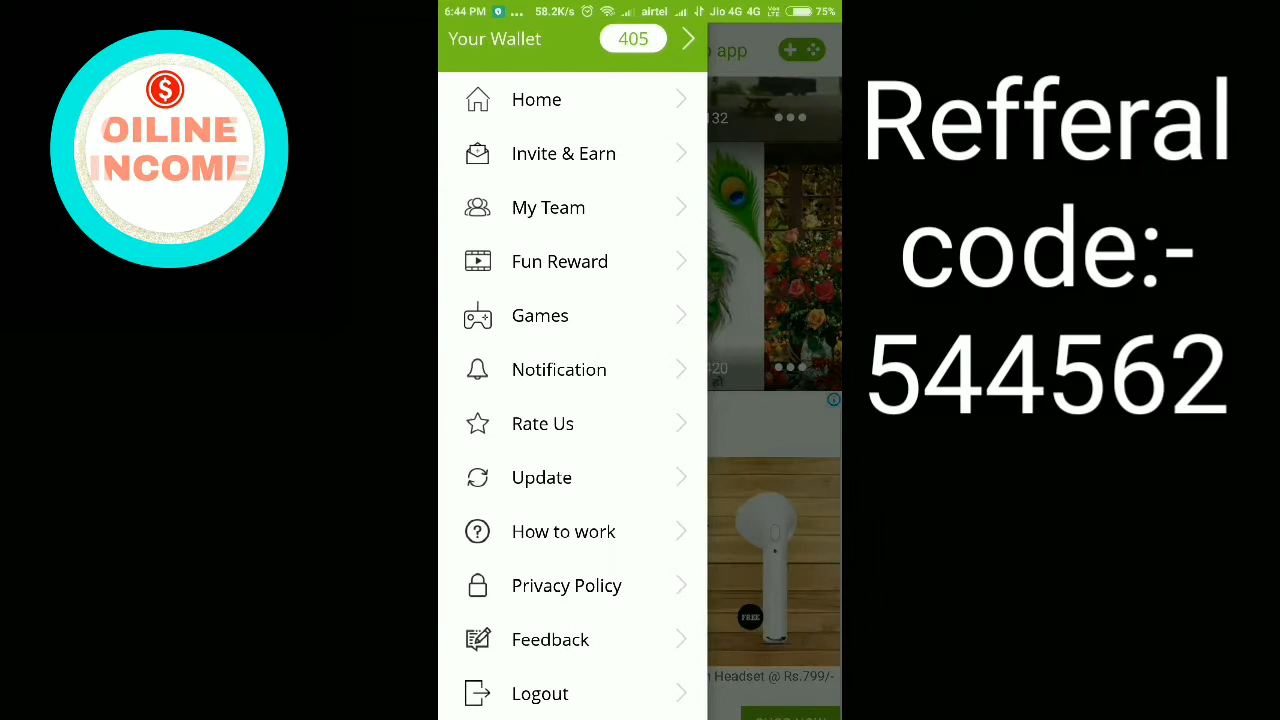 OILINE
INCOME
6:44 PM ... 58.2K/s airtel Jio 4G 4G 75%
Your Wallet 405
app
Home
132
Invite & Earn
My Team
Fun Reward
Games
Notification
420
Rate Us
Update
How to work
Privacy Policy
FREE
Feedback
Headset @ Rs.799/-
Logout
Refferal
code:-
544562